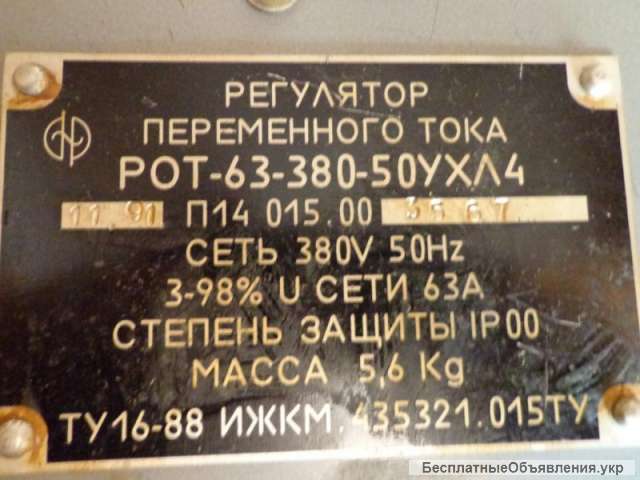 РЕГУЛЯТОР
ПЕРЕМЕННОГО ТОКА
РОТ-63-380-50УХЛ4
11.91 П14 015.00
СЕТЬ 380V 50Hz
3-98% U СЕТИ 63А
СТЕПЕНЬ ЗАЩИТЫ IP00
МАССА 5,6 Kg
ТУ16-88 ИЖКМ.435321.015ТУ
БесплатныеОбъявления.укр